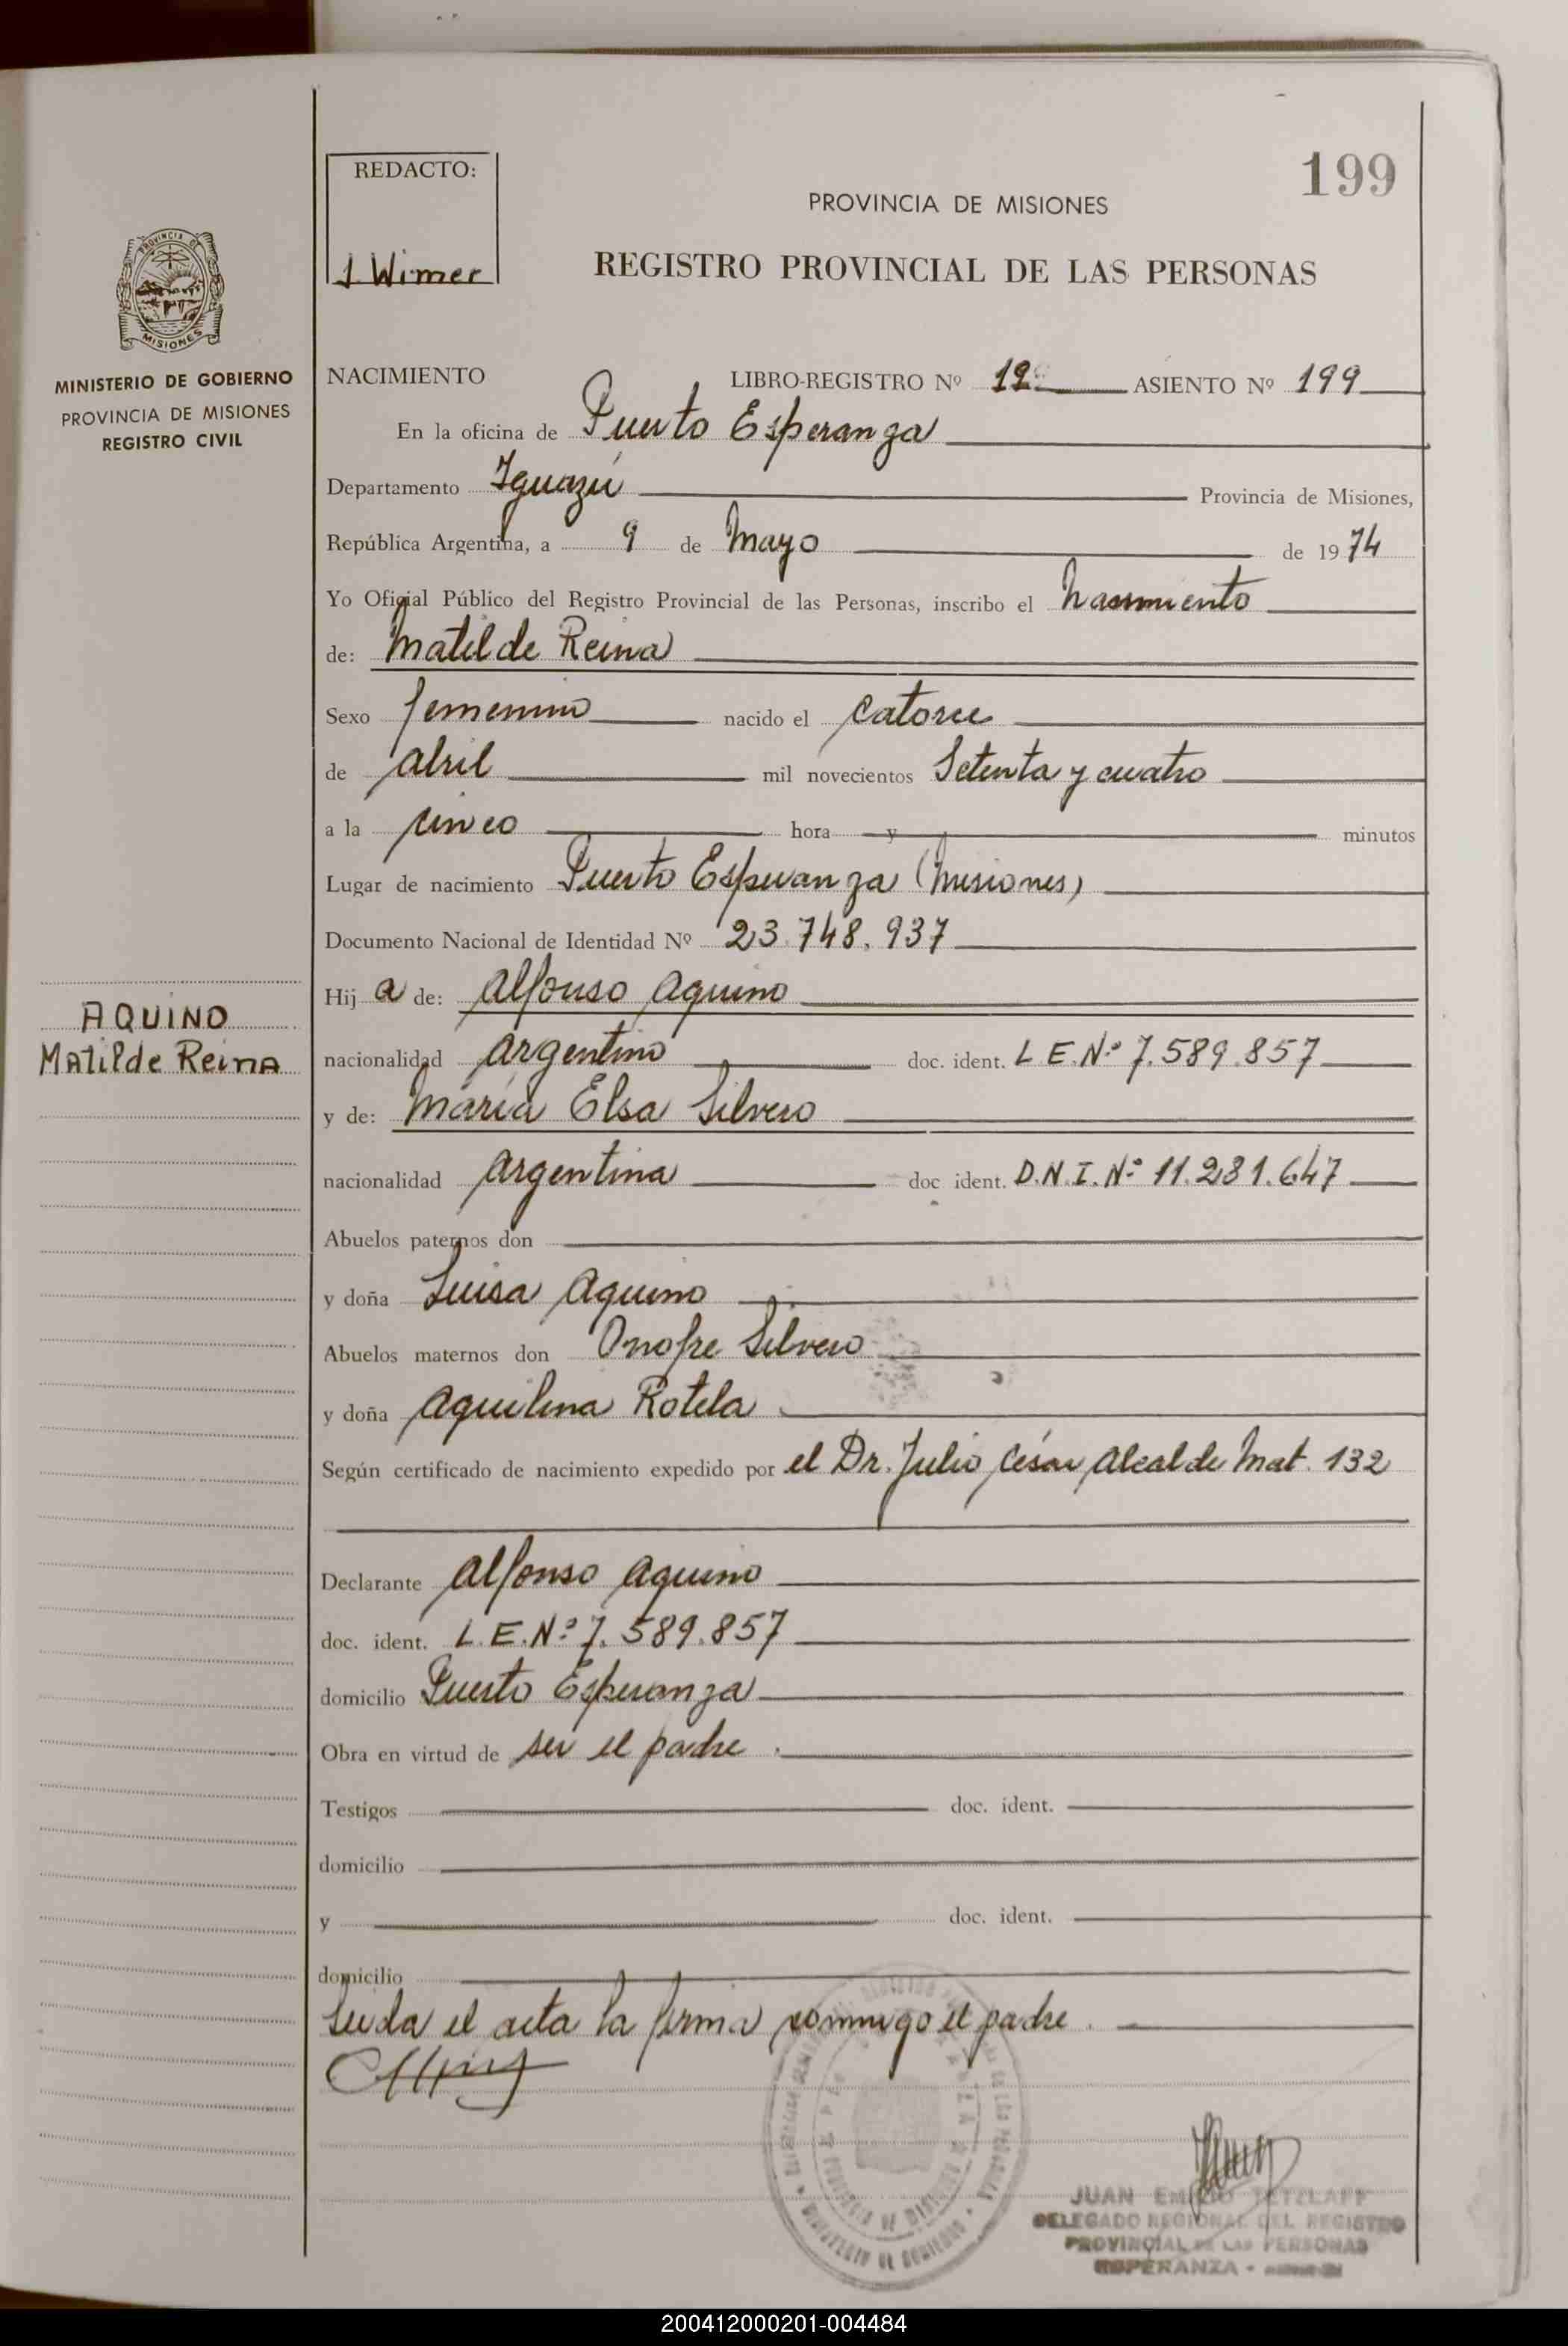 199
REDACTO:
J. Wimer
PROVINCIA DE MISIONES
REGISTRO PROVINCIAL DE LAS PERSONAS
PROVINCIA DE
MISIONES
MINISTERIO DE GOBIERNO
PROVINCIA DE MISIONES
REGISTRO CIVIL
AQUINO
Matilde Reina
NACIMIENTO LIBRO-REGISTRO Nº 12 ASIENTO Nº 199
En la oficina de Puerto Esperanza
Departamento Iguazú Provincia de Misiones,
República Argentina, a 9 de Mayo de 1974
Yo Oficial Público del Registro Provincial de las Personas, inscribo el Nacimiento
de: Matilde Reina
Sexo femenino nacido el catorce
de abril mil novecientos Setenta y cuatro
a la cinco hora y minutos
Lugar de nacimiento Puerto Esperanza (Misiones)
Documento Nacional de Identidad Nº 23.748.937
Hij a de: Alfonso Aquino
nacionalidad argentino doc. ident. L.E.Nº 7.589.857
y de: María Elsa Silvero
nacionalidad argentina doc ident. D.N.I.Nº 11.281.647
Abuelos paternos don
y doña Luisa Aquino
Abuelos maternos don Onofre Silvero
y doña Aquilina Rotela
Según certificado de nacimiento expedido por el Dr. Julio César Alcalde Mat. 132
Declarante Alfonso Aquino
doc. ident. L.E.Nº 7.589.857
domicilio Puerto Esperanza
Obra en virtud de ser el padre.
Testigos doc. ident.
domicilio
y doc. ident.
domicilio
Leida el acta la firma conmigo el padre.
JUAN EMILIO TETZLAFF
DELEGADO REGIONAL DEL REGISTRO
PROVINCIAL DE LAS PERSONAS
ESPERANZA -
200412000201-004484